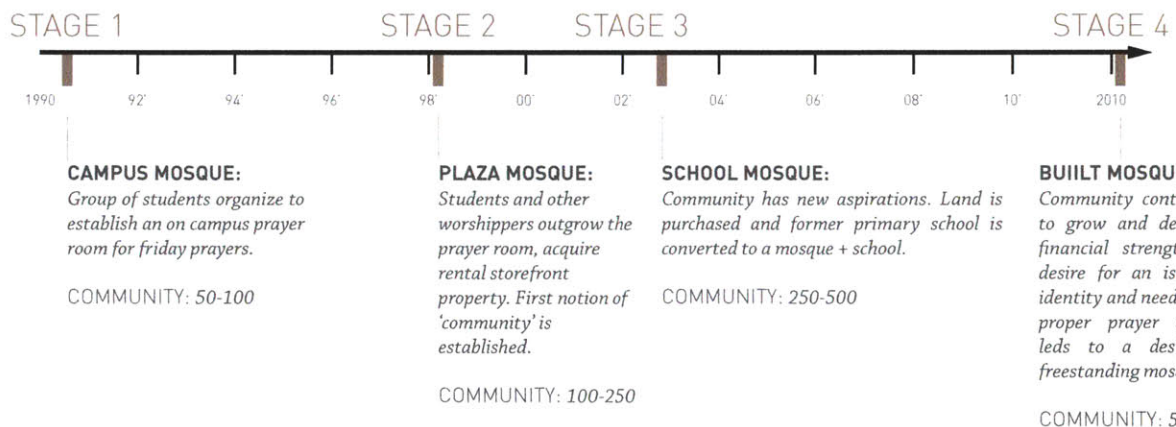 STAGE 1
STAGE 2
STAGE 3
STAGE 4
1990
92'
94'
96'
98'
00'
02'
04'
06'
08'
10'
2010
CAMPUS MOSQUE:
Group of students organize to
establish an on campus prayer
room for friday prayers.
COMMUNITY: 50-100
PLAZA MOSQUE:
Students and other
worshippers outgrow the
prayer room, acquire
rental storefront
property. First notion of
'community' is
established.
COMMUNITY: 100-250
SCHOOL MOSQUE:
Community has new aspirations. Land is
purchased and former primary school is
converted to a mosque + school.
COMMUNITY: 250-500
BUIILT MOSQU
Community cont
to grow and de
financial streng
desire for an is
identity and need
proper prayer
leds to a des
freestanding mos
COMMUNITY: 5